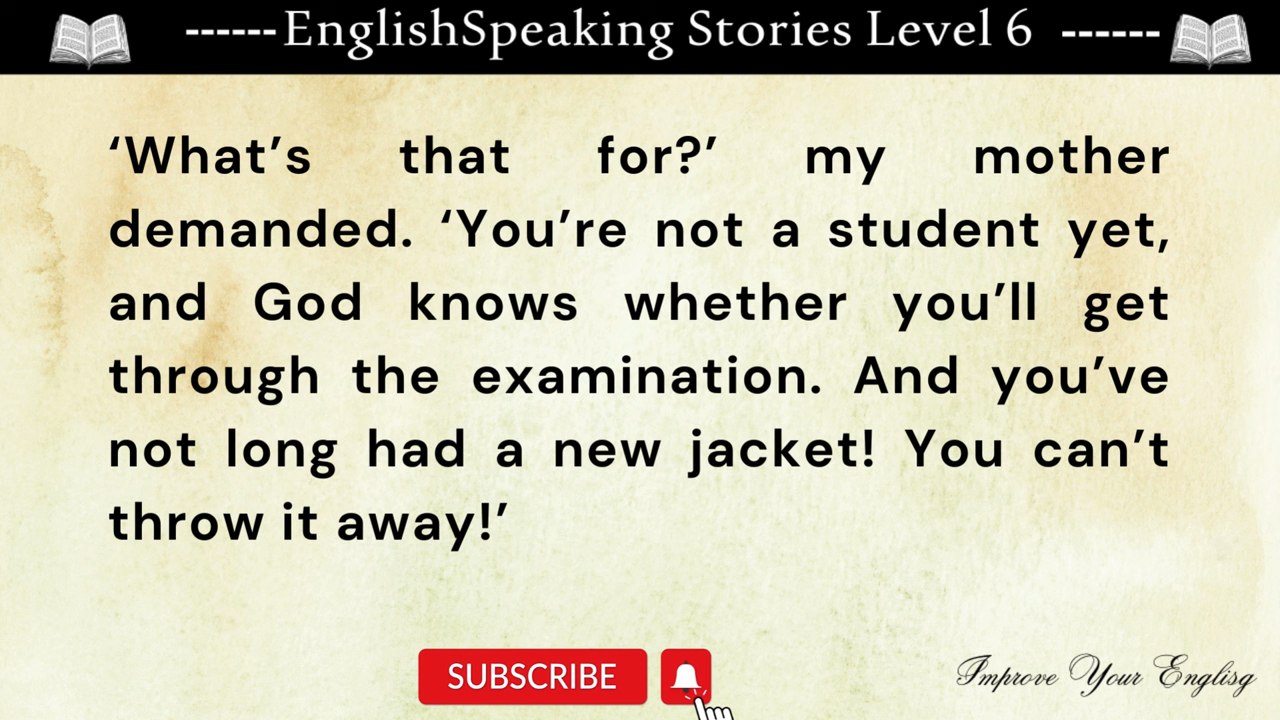 ------EnglishSpeaking Stories Level 6 ------
‘What’s that for?’ my mother
demanded. ‘You’re not a student yet,
and God knows whether you’ll get
through the examination. And you’ve
not long had a new jacket! You can’t
throw it away!’
SUBSCRIBE
Improve Your Englisg